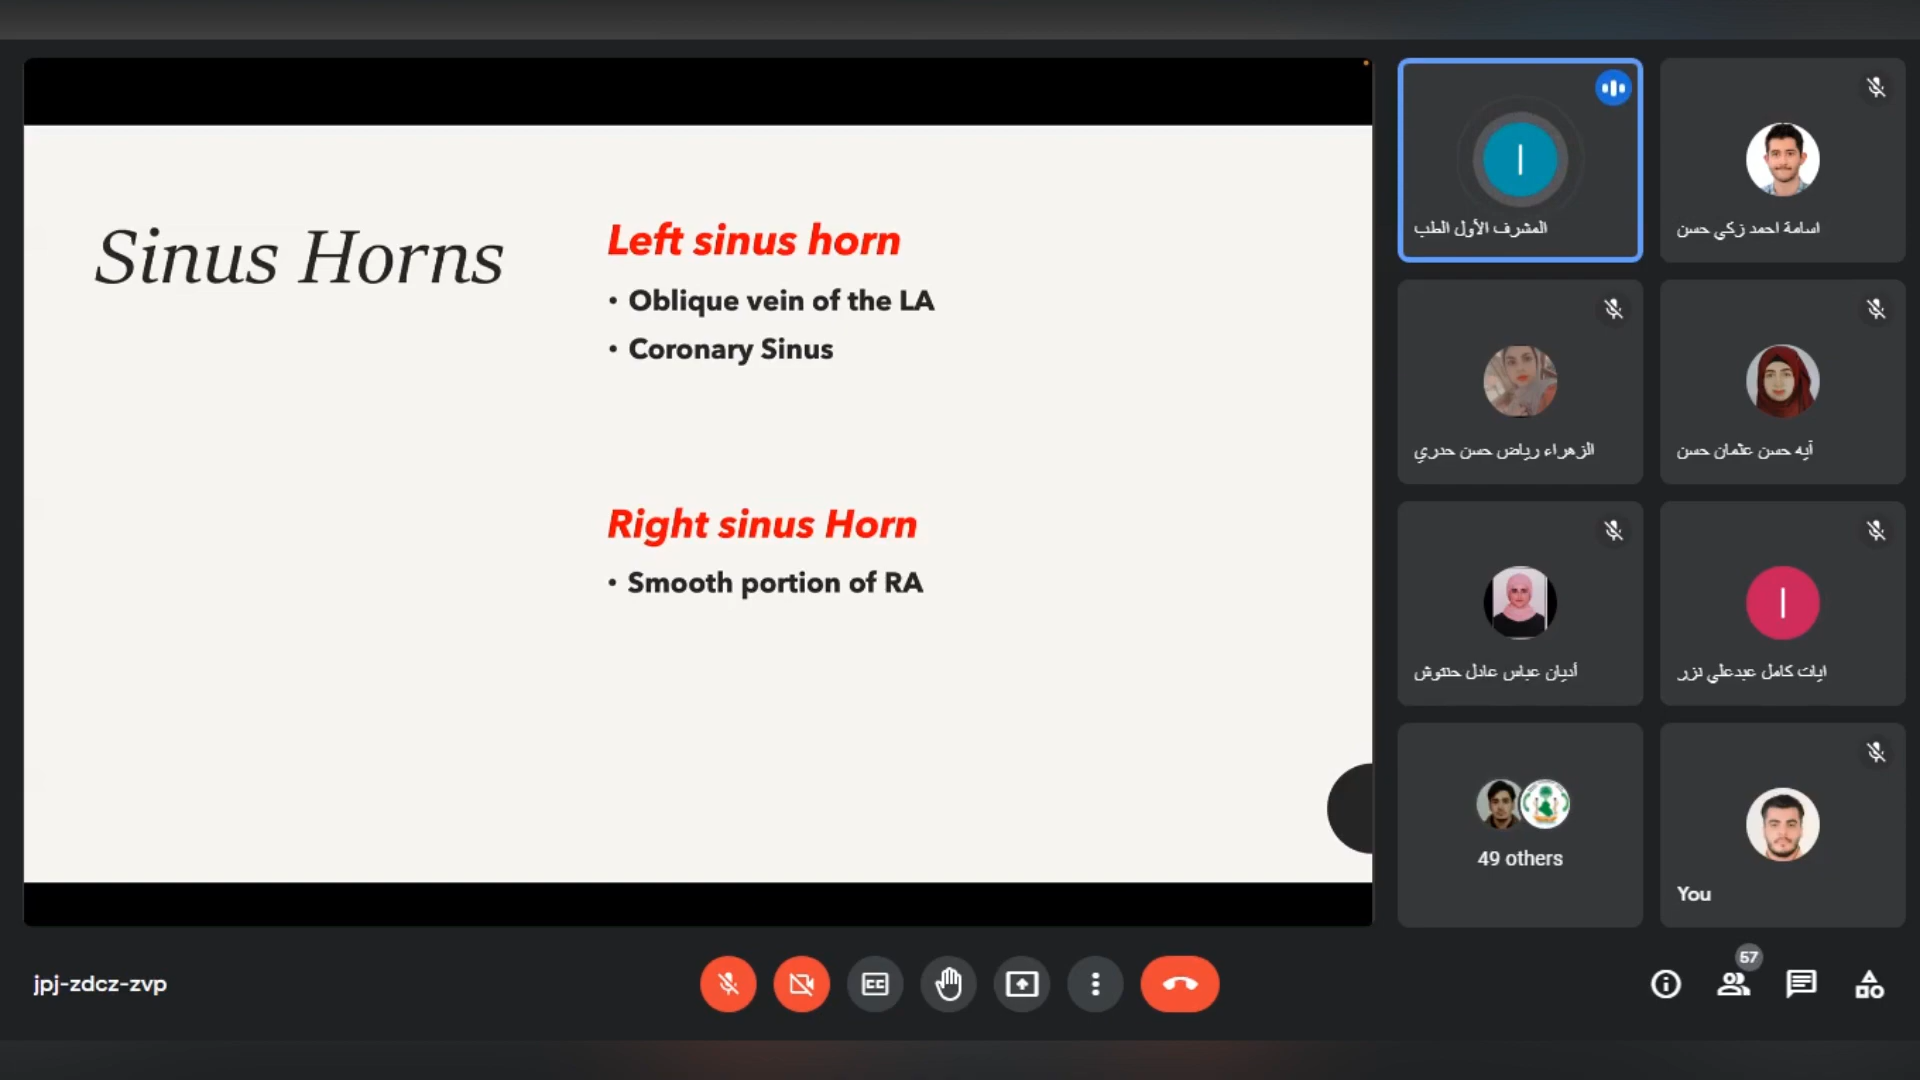 Sinus Horns
Left sinus horn
• Oblique vein of the LA
• Coronary Sinus
Right sinus Horn
• Smooth portion of RA
المشرف الأول الطب
اسامة احمد زكي حسن
الزهراء رياض حسن حدري
آيه حسن عثمان حسن
أديان عباس عادل حنتوش
ايات كامل عبدعلي نزر
49 others
You
jpj-zdcz-zvp
CC
57